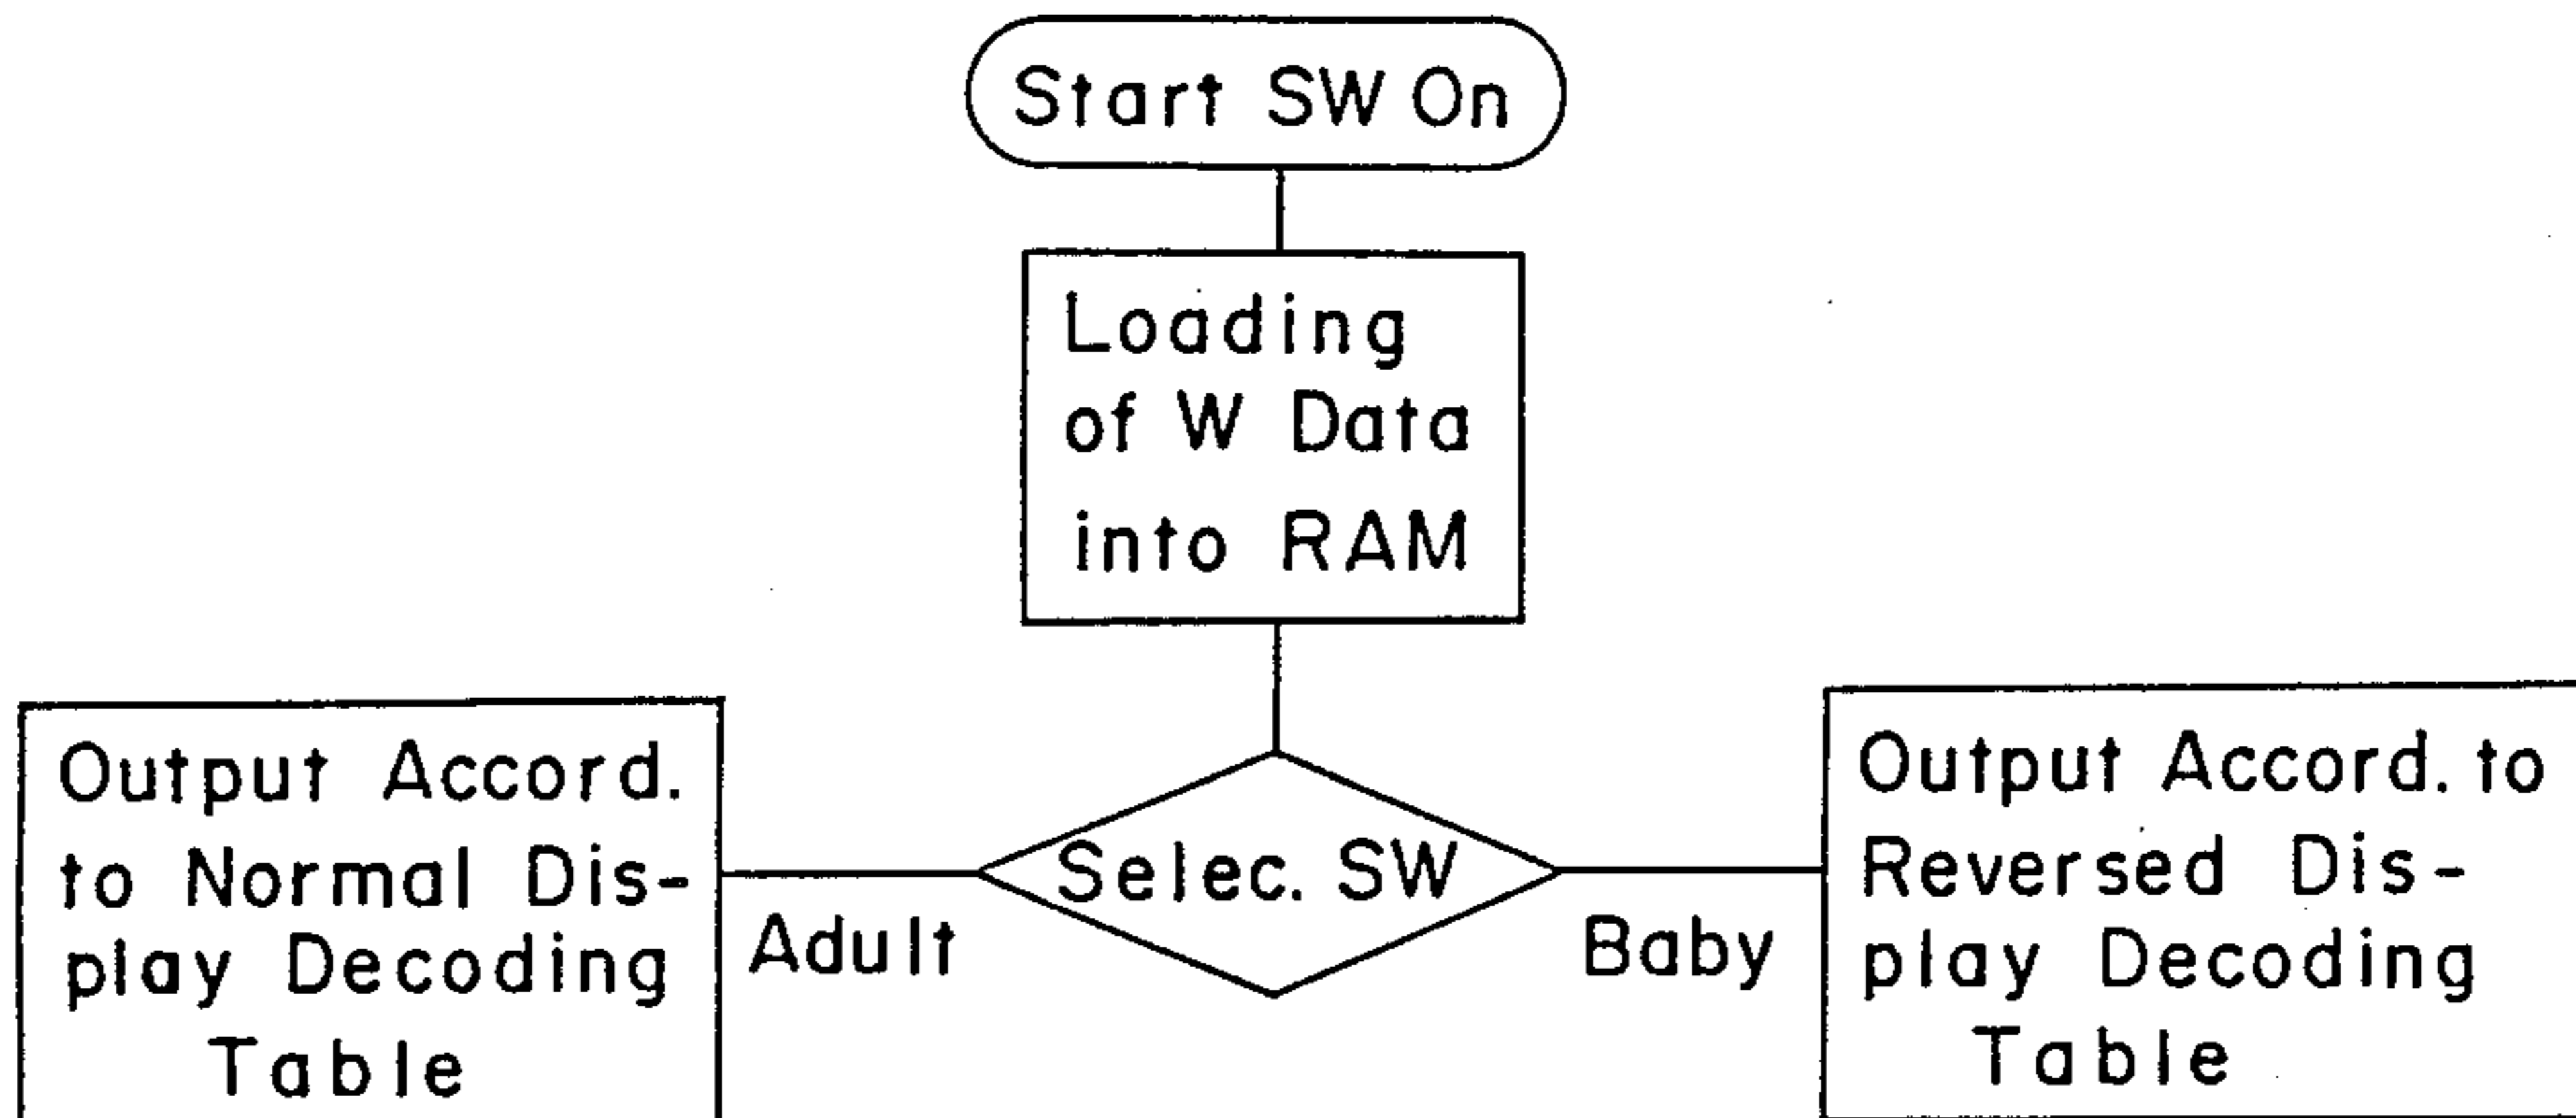 Start SW On
Loading
of W Data
into RAM
Selec. SW
Adult
Output Accord.
to Normal Dis-
play Decoding
Table
Baby
Output Accord. to
Reversed Dis-
play Decoding
Table